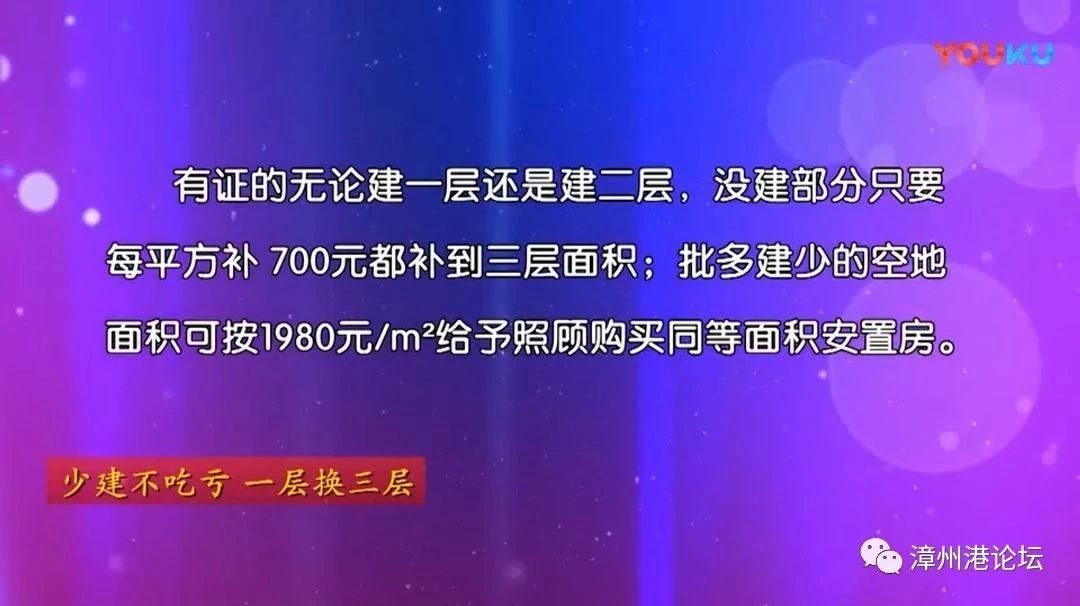 YOUKU
有证的无论建一层还是建二层，没建部分只要
每平方补 700元都补到三层面积；批多建少的空地
面积可按1980元/m²给予照顾购买同等面积安置房。
少建不吃亏 一层换三层
漳州港论坛